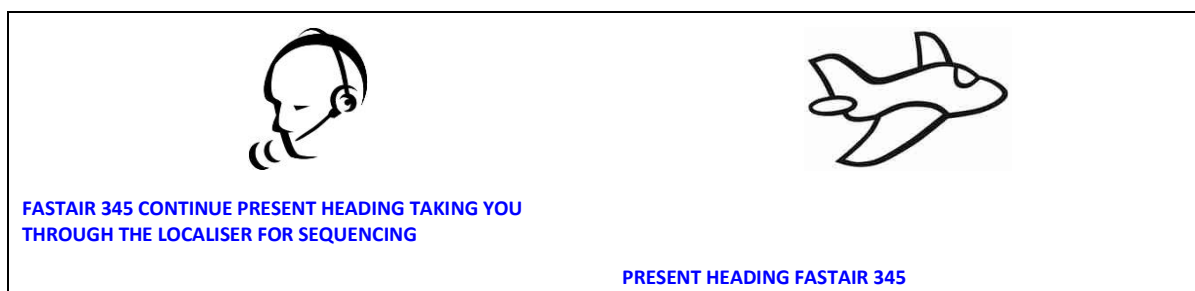 FASTAIR 345 CONTINUE PRESENT HEADING TAKING YOU
THROUGH THE LOCALISER FOR SEQUENCING
PRESENT HEADING FASTAIR 345